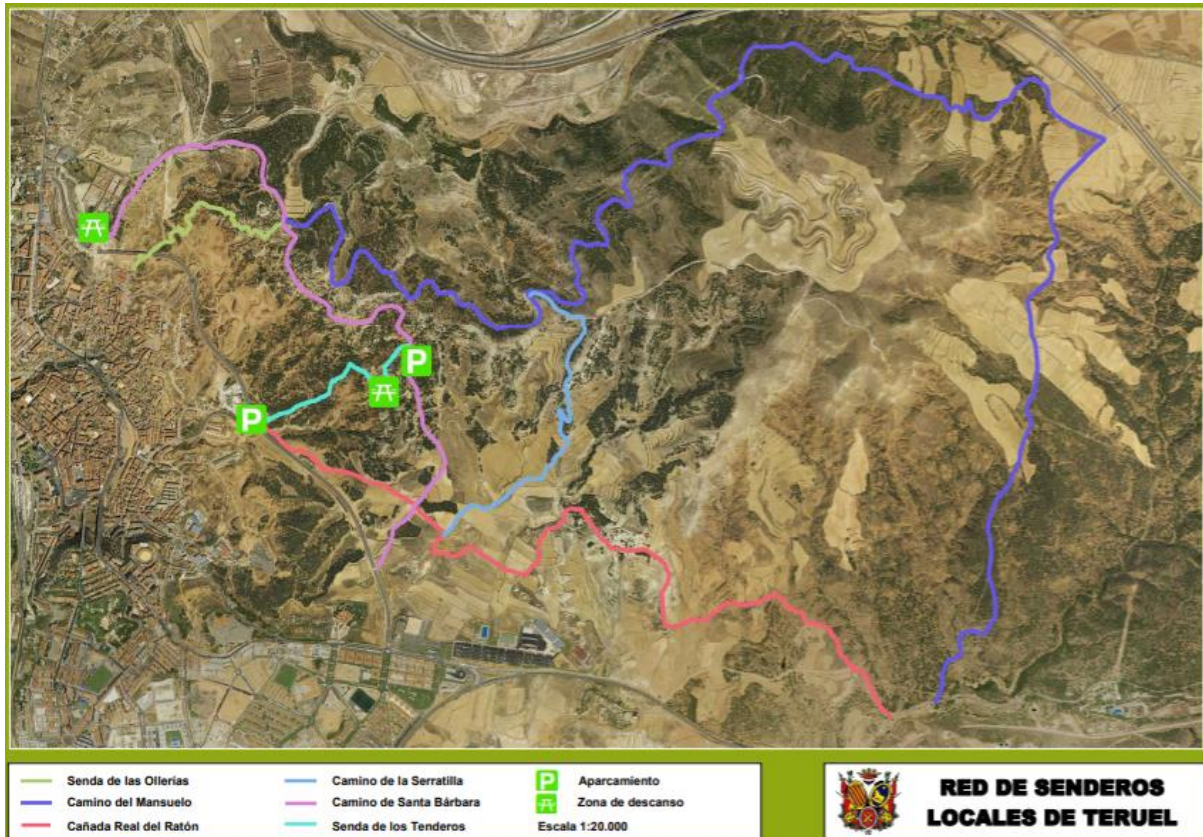 P
P
Senda de las Ollerías
Camino del Mansuelo
Cañada Real del Ratón
Camino de la Serratilla
Camino de Santa Bárbara
Senda de los Tenderos
P Aparcamiento
Zona de descanso
Escala 1:20.000
RED DE SENDEROS
LOCALES DE TERUEL